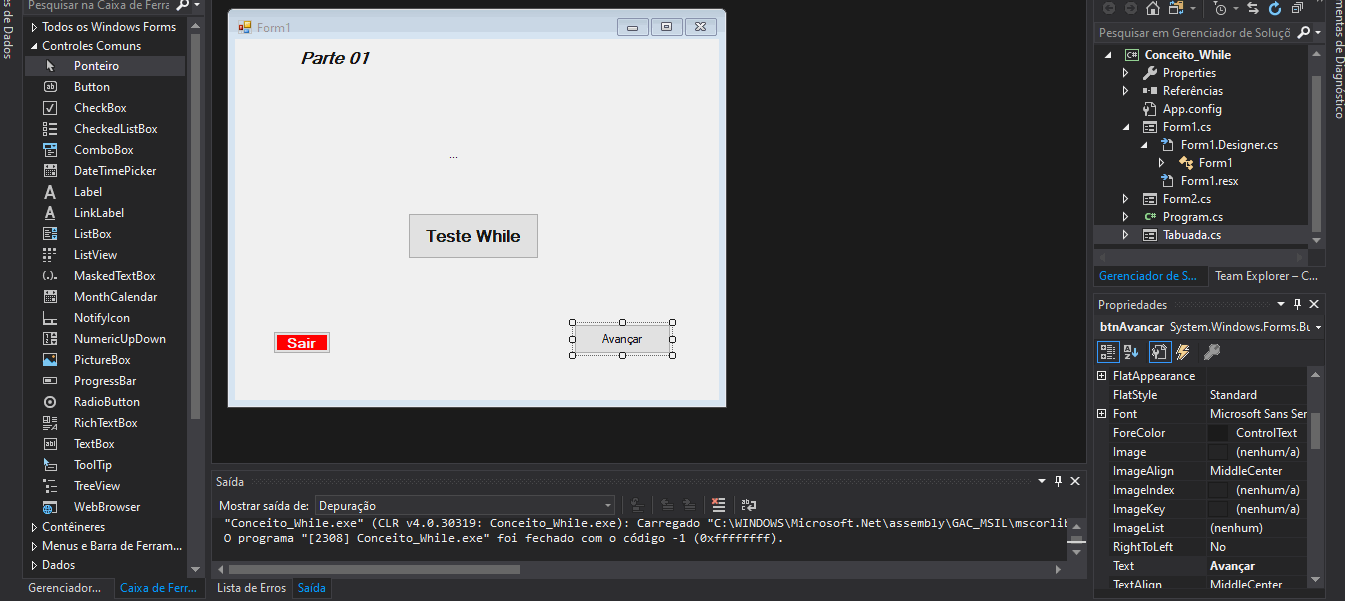 s de Dados
Pesquisar na Caixa de Ferra
Todos os Windows Forms
Controles Comuns
Ponteiro
Button
CheckBox
CheckedListBox
ComboBox
DateTimePicker
Label
LinkLabel
ListBox
ListView
MaskedTextBox
MonthCalendar
NotifyIcon
NumericUpDown
PictureBox
ProgressBar
RadioButton
RichTextBox
TextBox
ToolTip
TreeView
WebBrowser
Contêineres
Menus e Barra de Ferram...
Dados
Gerenciador... Caixa de Ferr...
Form1
Parte 01
...
Teste While
Sair
Avançar
Saída
Mostrar saída de: Depuração
"Conceito_While.exe" (CLR v4.0.30319: Conceito_While.exe): Carregado "C:\WINDOWS\Microsoft.Net\assembly\GAC_MSIL\mscorlib
O programa "[2308] Conceito_While.exe" foi fechado com o código -1 (0xffffffff).
Lista de Erros Saída
Pesquisar em Gerenciador de Soluçõ
C# Conceito_While
Properties
Referências
App.config
Form1.cs
Form1.Designer.cs
Form1
Form1.resx
Form2.cs
C# Program.cs
Tabuada.cs
Gerenciador de S... Team Explorer – C...
Propriedades
btnAvancar System.Windows.Forms.Bu
FlatAppearance
FlatStyle Standard
Font Microsoft Sans Ser
ForeColor ControlText
Image (nenhum/a)
ImageAlign MiddleCenter
ImageIndex (nenhum/a)
ImageKey (nenhum/a)
ImageList (nenhum)
RightToLeft No
Text Avançar
TextAlign MiddleCenter
mentas de Diagnóstico